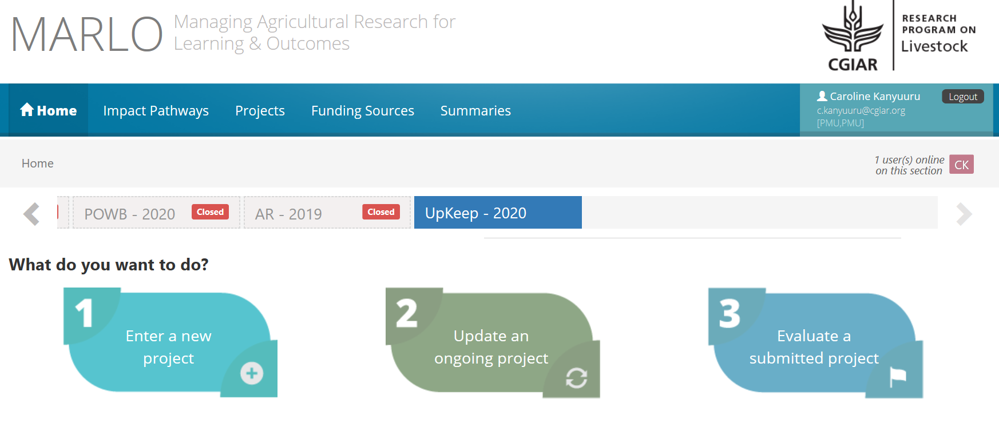 MARLO
Managing Agricultural Research for
Learning & Outcomes
RESEARCH
PROGRAM ON
Livestock
CGIAR
Home
Impact Pathways
Projects
Funding Sources
Summaries
Caroline Kanyuuru
Logout
c.kanyuuru@cgiar.org
[PMU,PMU]
Home
1 user(s) online
on this section
CK
POWB - 2020
Closed
AR - 2019
Closed
UpKeep - 2020
What do you want to do?
1
Enter a new
project
2
Update an
ongoing project
3
Evaluate a
submitted project